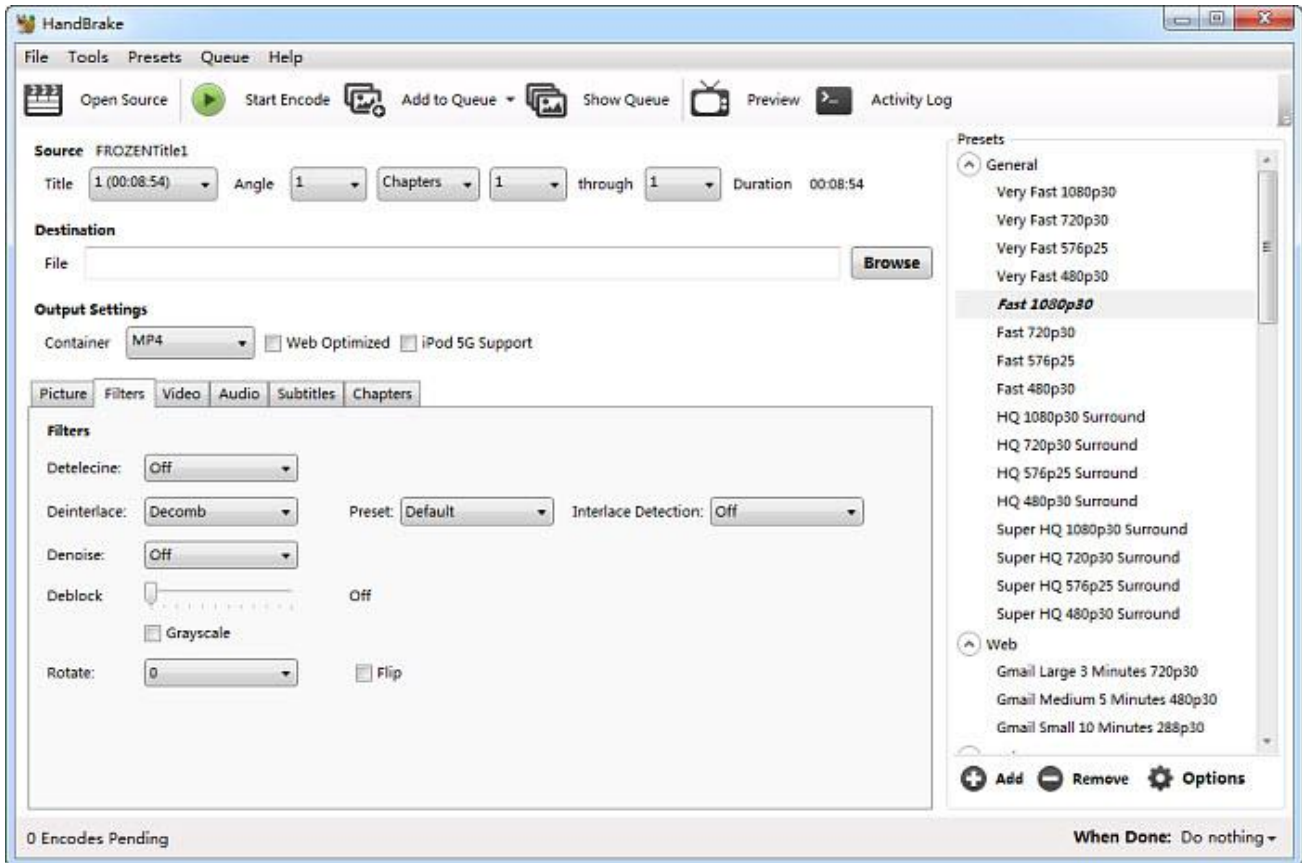 HandBrake
File Tools Presets Queue Help
Open Source Start Encode Add to Queue Show Queue Preview Activity Log
Source FROZENTitle1
Title 1 (00:08:54) Angle 1 Chapters 1 through 1 Duration 00:08:54
Destination
File Browse
Output Settings
Container MP4 Web Optimized iPod 5G Support
Picture Filters Video Audio Subtitles Chapters
Filters
Detelecine: Off
Deinterlace: Decomb Preset: Default Interlace Detection: Off
Denoise: Off
Deblock Off
Grayscale
Rotate: 0 Flip
Presets
General
Very Fast 1080p30
Very Fast 720p30
Very Fast 576p25
Very Fast 480p30
Fast 1080p30
Fast 720p30
Fast 576p25
Fast 480p30
HQ 1080p30 Surround
HQ 720p30 Surround
HQ 576p25 Surround
HQ 480p30 Surround
Super HQ 1080p30 Surround
Super HQ 720p30 Surround
Super HQ 576p25 Surround
Super HQ 480p30 Surround
Web
Gmail Large 3 Minutes 720p30
Gmail Medium 5 Minutes 480p30
Gmail Small 10 Minutes 288p30
Add Remove Options
0 Encodes Pending When Done: Do nothing